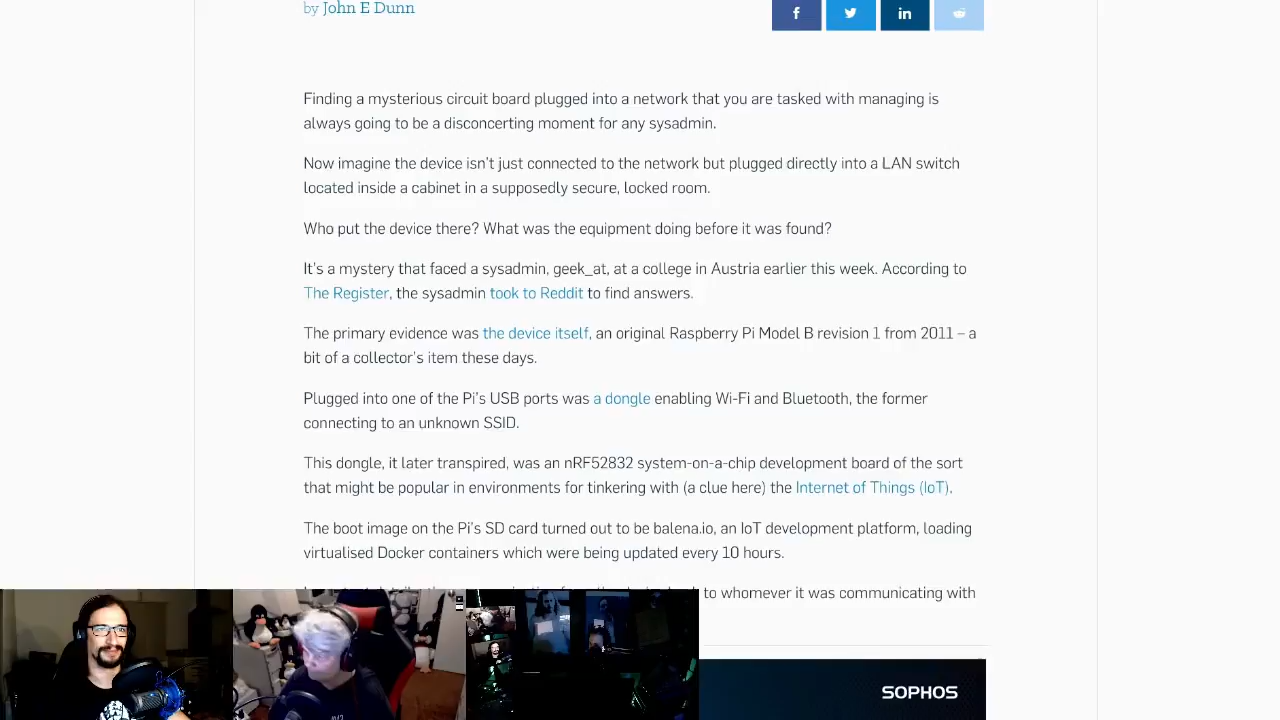 by John E Dunn
Finding a mysterious circuit board plugged into a network that you are tasked with managing is
always going to be a disconcerting moment for any sysadmin.
Now imagine the device isn't just connected to the network but plugged directly into a LAN switch
located inside a cabinet in a supposedly secure, locked room.
Who put the device there? What was the equipment doing before it was found?
It's a mystery that faced a sysadmin, geek_at, at a college in Austria earlier this week. According to
The Register, the sysadmin took to Reddit to find answers.
The primary evidence was the device itself, an original Raspberry Pi Model B revision 1 from 2011 – a
bit of a collector's item these days.
Plugged into one of the Pi's USB ports was a dongle enabling Wi-Fi and Bluetooth, the former
connecting to an unknown SSID.
This dongle, it later transpired, was an nRF52832 system-on-a-chip development board of the sort
that might be popular in environments for tinkering with (a clue here) the Internet of Things (IoT).
The boot image on the Pi's SD card turned out to be balena.io, an IoT development platform, loading
virtualised Docker containers which were being updated every 10 hours.
to whomever it was communicating with
SOPHOS